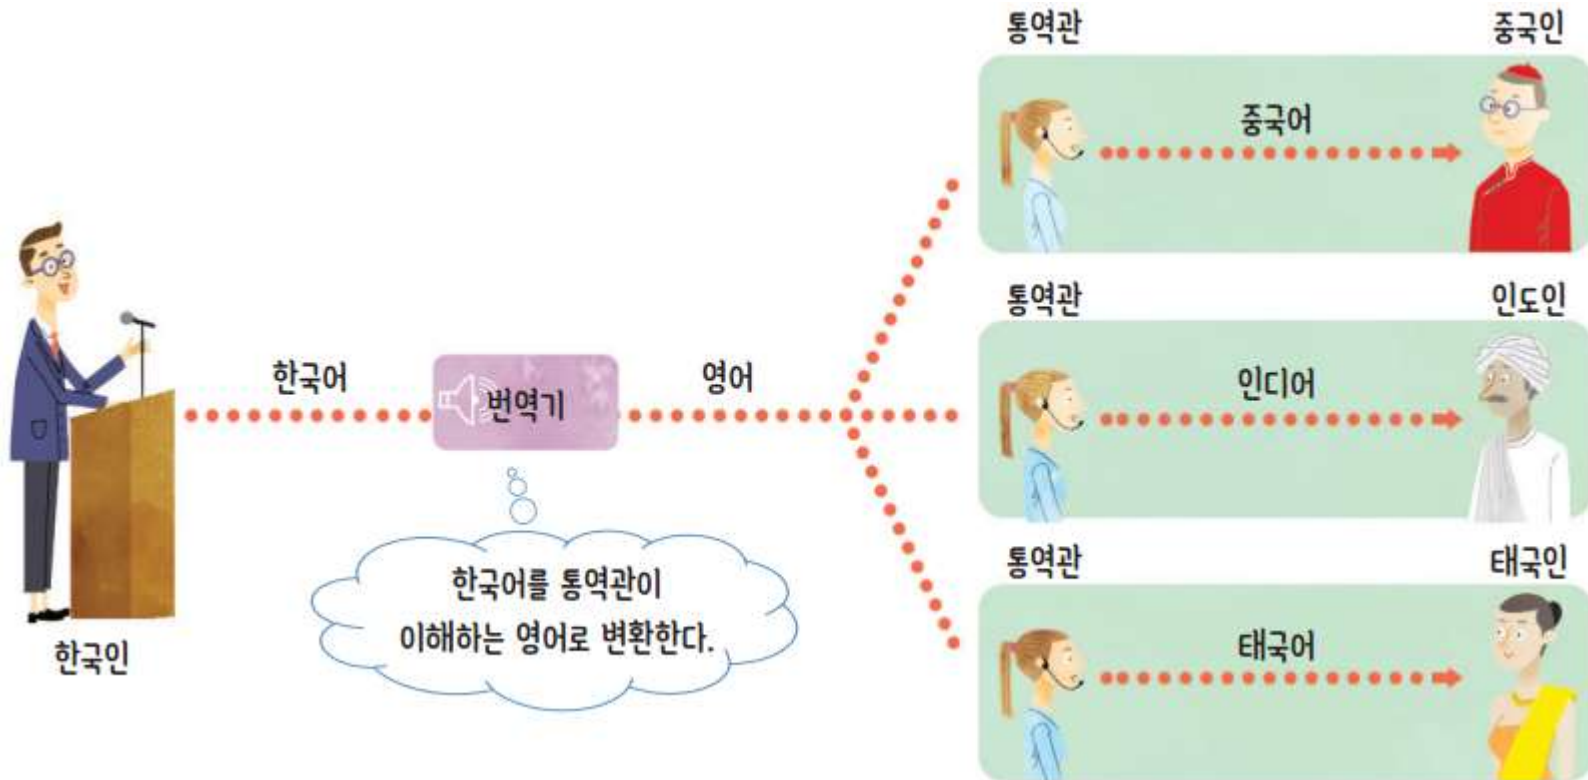 통역관
중국인
중국어
통역관
인도인
한국어
번역기
영어
인디어
한국어를 통역관이
이해하는 영어로 변환한다.
통역관
태국인
한국인
태국어